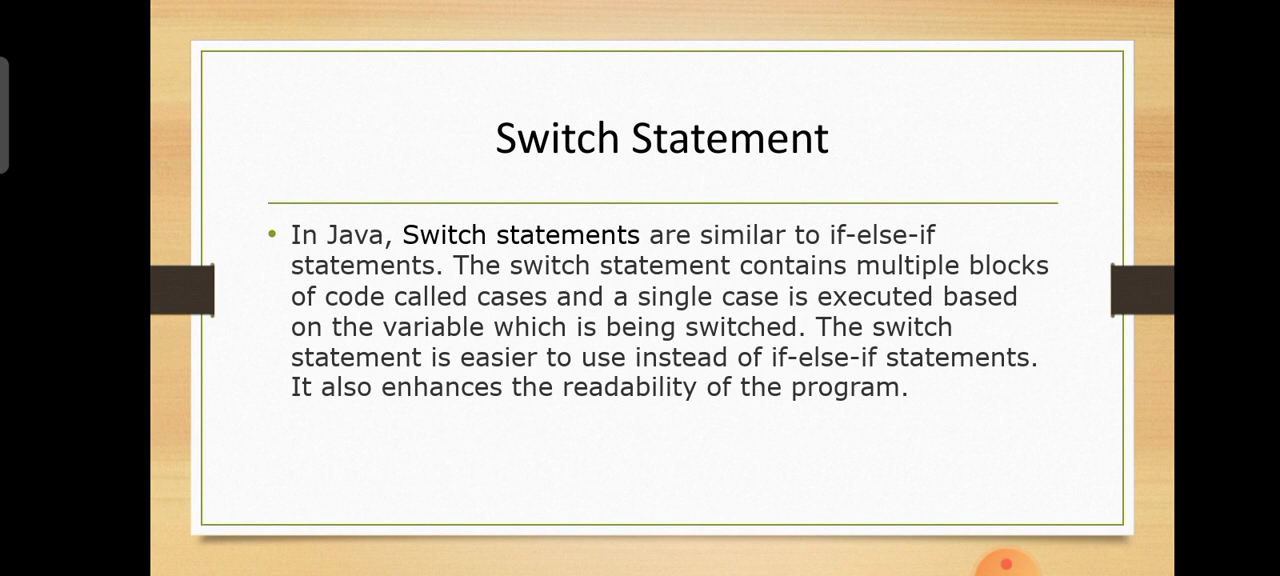 Switch Statement
• In Java, Switch statements are similar to if-else-if
statements. The switch statement contains multiple blocks
of code called cases and a single case is executed based
on the variable which is being switched. The switch
statement is easier to use instead of if-else-if statements.
It also enhances the readability of the program.